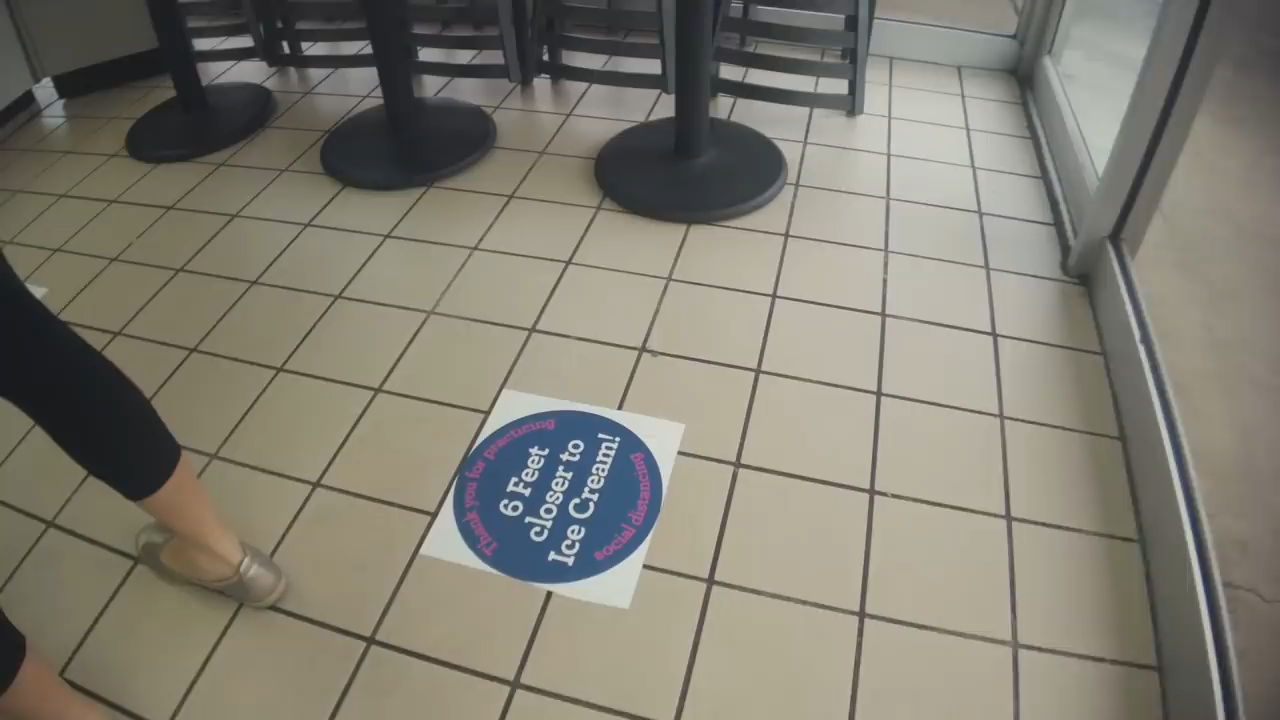 Thank you for practicing
6 Feet
closer to
Ice Cream!
social distancing